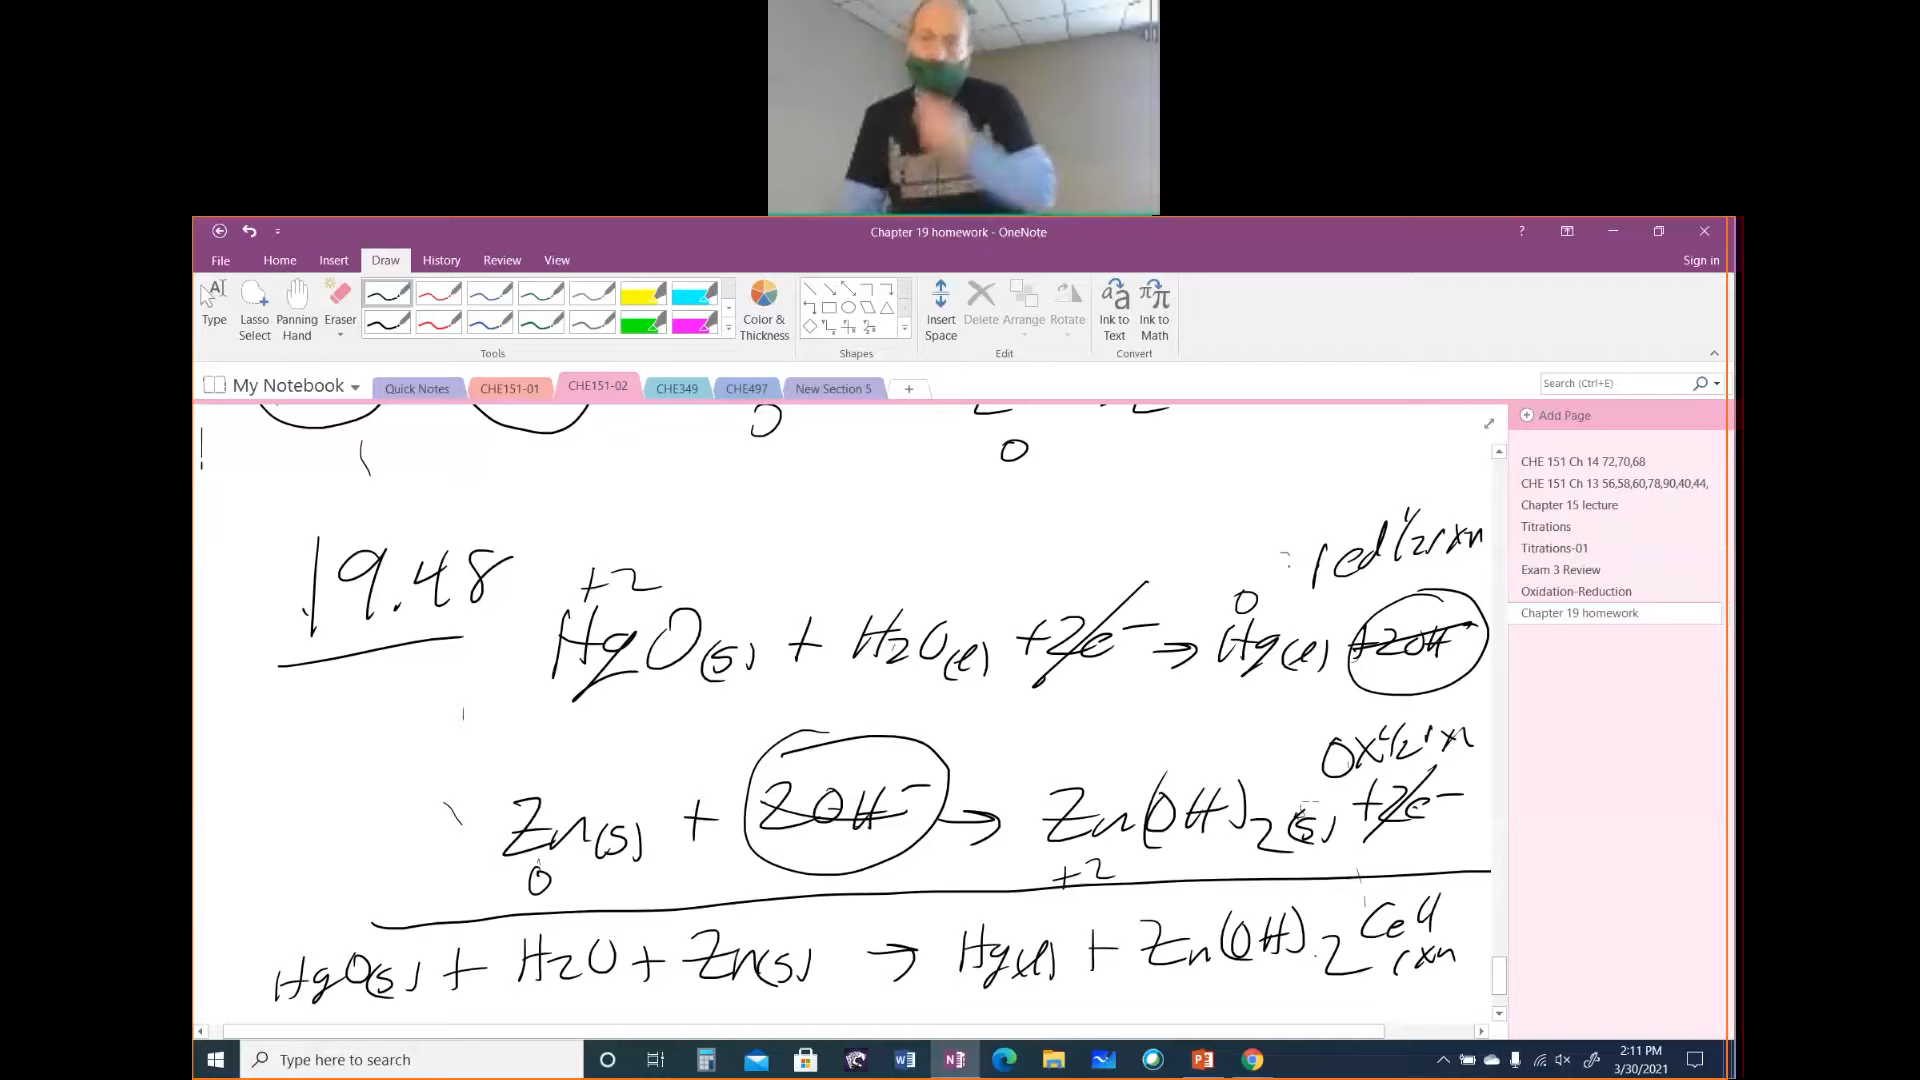 Chapter 19 homework - OneNote
?
File Home Insert Draw History Review View
Sign in
Type
Lasso Select
Panning Hand
Eraser
Color & Thickness
Insert Space
Delete Arrange Rotate
Ink to Text
Ink to Math
Tools
Shapes
Edit
Convert
My Notebook
Quick Notes CHE151-01 CHE151-02 CHE349 CHE497 New Section 5 +
Search (Ctrl+E)
Add Page
CHE 151 Ch 14 72,70,68
CHE 151 Ch 13 56,58,60,78,90,40,44,
Chapter 15 lecture
Titrations
Titrations-01
Exam 3 Review
Oxidation-Reduction
Chapter 19 homework
0
19.48
red 1/2 rxn
+2 0
HgO(s) + H2O(l) + 2e- → Hg(l) + 2OH-
ox 1/2 rxn
Zn(s) + 2OH- → Zn(OH)2(s) + 2e-
0 +2
HgO(s) + H2O + Zn(s) → Hg(l) + Zn(OH)2 Cell rxn
Type here to search
2:11 PM
3/30/2021